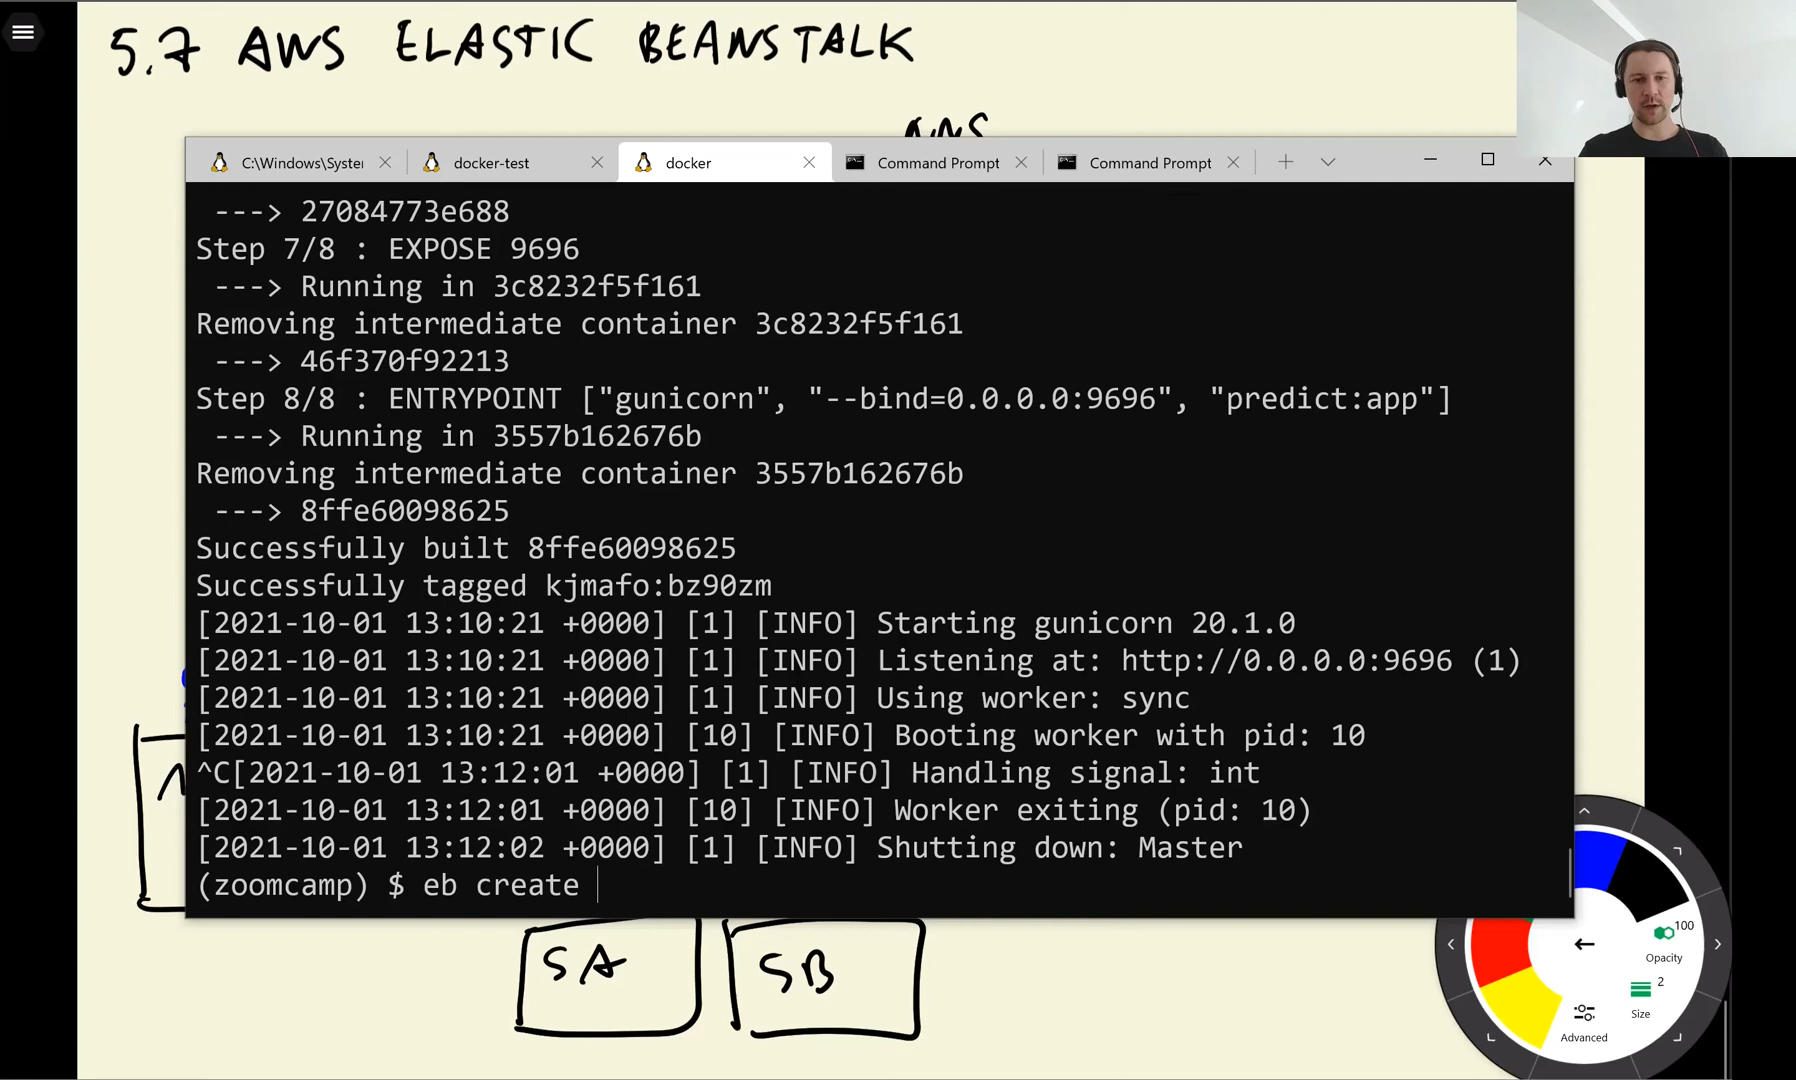 5.7 AWS ELASTIC BEANSTALK
C:\Windows\System
docker-test
docker
Command Prompt
Command Prompt
---> 27084773e688
Step 7/8 : EXPOSE 9696
---> Running in 3c8232f5f161
Removing intermediate container 3c8232f5f161
---> 46f370f92213
Step 8/8 : ENTRYPOINT ["gunicorn", "--bind=0.0.0.0:9696", "predict:app"]
---> Running in 3557b162676b
Removing intermediate container 3557b162676b
---> 8ffe60098625
Successfully built 8ffe60098625
Successfully tagged kjmafo:bz90zm
[2021-10-01 13:10:21 +0000] [1] [INFO] Starting gunicorn 20.1.0
[2021-10-01 13:10:21 +0000] [1] [INFO] Listening at: http://0.0.0.0:9696 (1)
[2021-10-01 13:10:21 +0000] [1] [INFO] Using worker: sync
[2021-10-01 13:10:21 +0000] [10] [INFO] Booting worker with pid: 10
^C[2021-10-01 13:12:01 +0000] [1] [INFO] Handling signal: int
[2021-10-01 13:12:01 +0000] [10] [INFO] Worker exiting (pid: 10)
[2021-10-01 13:12:02 +0000] [1] [INFO] Shutting down: Master
(zoomcamp) $ eb create
SA
SB
100
Opacity
2
Size
Advanced